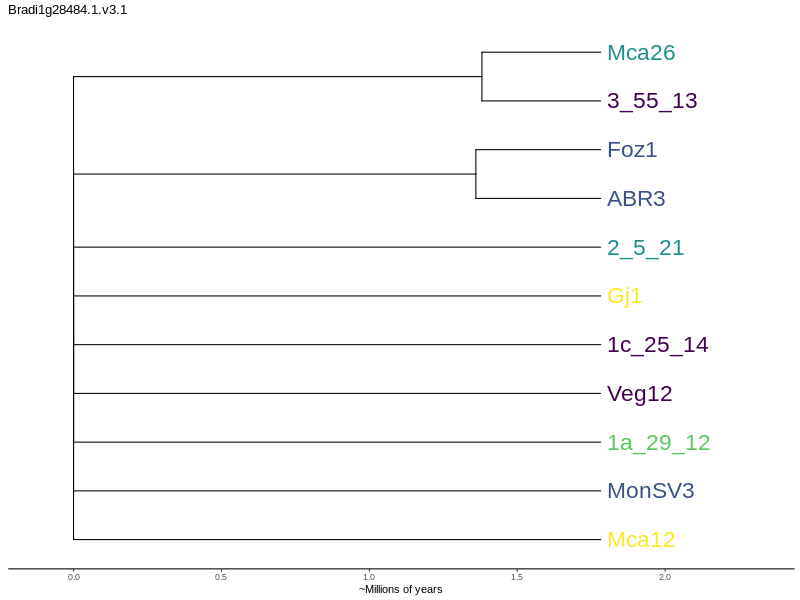 Bradi1g28484.1.v3.1
Mca26
3_55_13
Foz1
ABR3
2_5_21
Gj1
1c_25_14
Veg12
1a_29_12
MonSV3
Mca12
0.0 0.5 1.0 1.5 2.0
~Millions of years